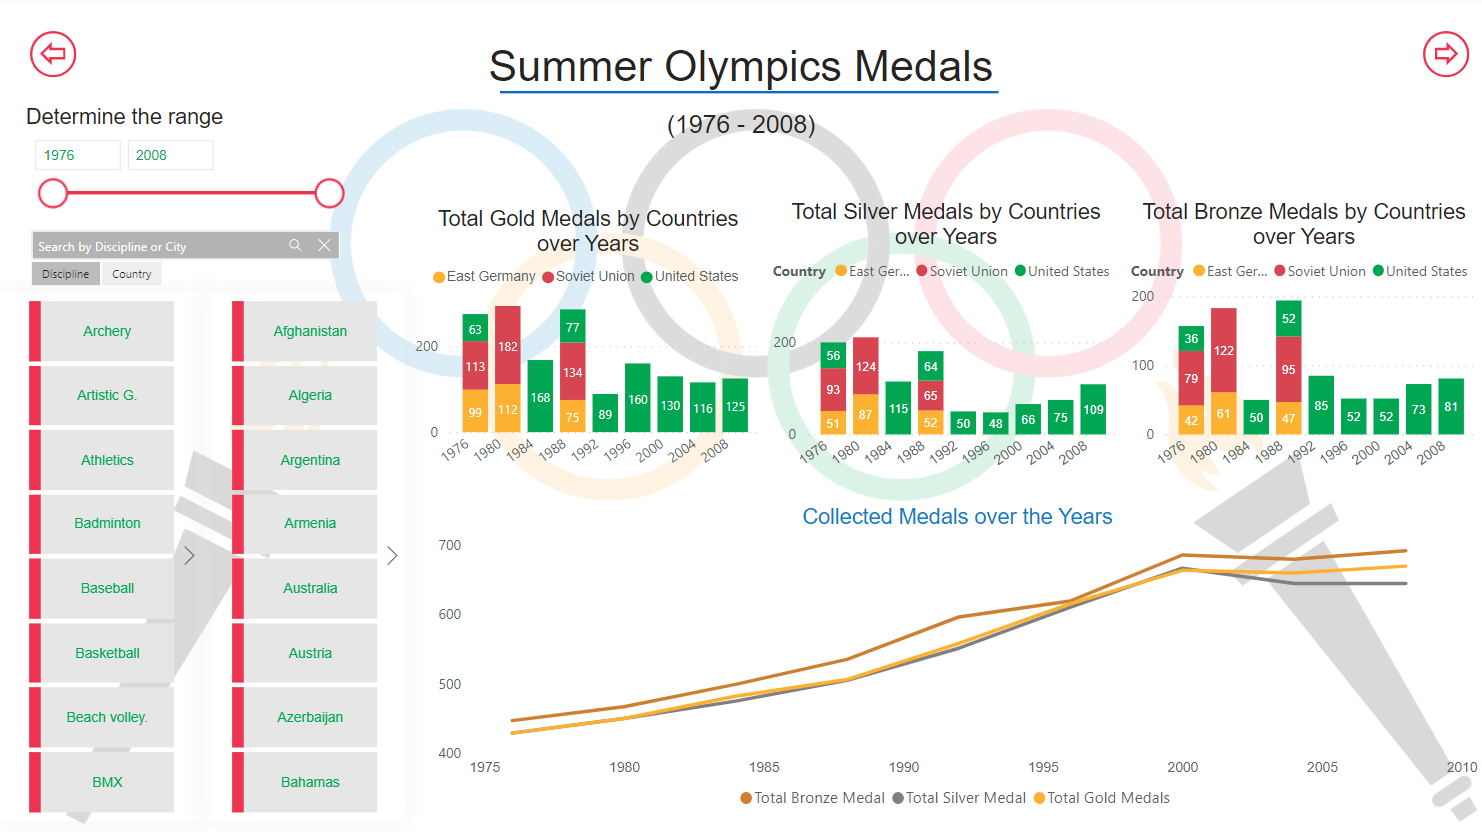 Summer Olympics Medals
(1976 - 2008)
Determine the range
1976 2008
Search by Discipline or City
Discipline Country
Archery
Artistic G.
Athletics
Badminton
Baseball
Basketball
Beach volley.
BMX
Afghanistan
Algeria
Argentina
Armenia
Australia
Austria
Azerbaijan
Bahamas
Total Gold Medals by Countries
over Years
East Germany Soviet Union United States
200
0
63
113
99
182
112
168
77
134
75
89
160
130
116
125
1976 1980 1984 1988 1992 1996 2000 2004 2008
Total Silver Medals by Countries
over Years
Country East Ger... Soviet Union United States
200
0
56
93
51
124
87
115
64
65
52
50
48
66
75
109
1976 1980 1984 1988 1992 1996 2000 2004 2008
Total Bronze Medals by Countries
over Years
Country East Ger... Soviet Union United States
200
100
0
36
79
42
122
61
50
52
95
47
85
52
52
73
81
1976 1980 1984 1988 1992 1996 2000 2004 2008
Collected Medals over the Years
700
600
500
400
1975 1980 1985 1990 1995 2000 2005 2010
Total Bronze Medal Total Silver Medal Total Gold Medals